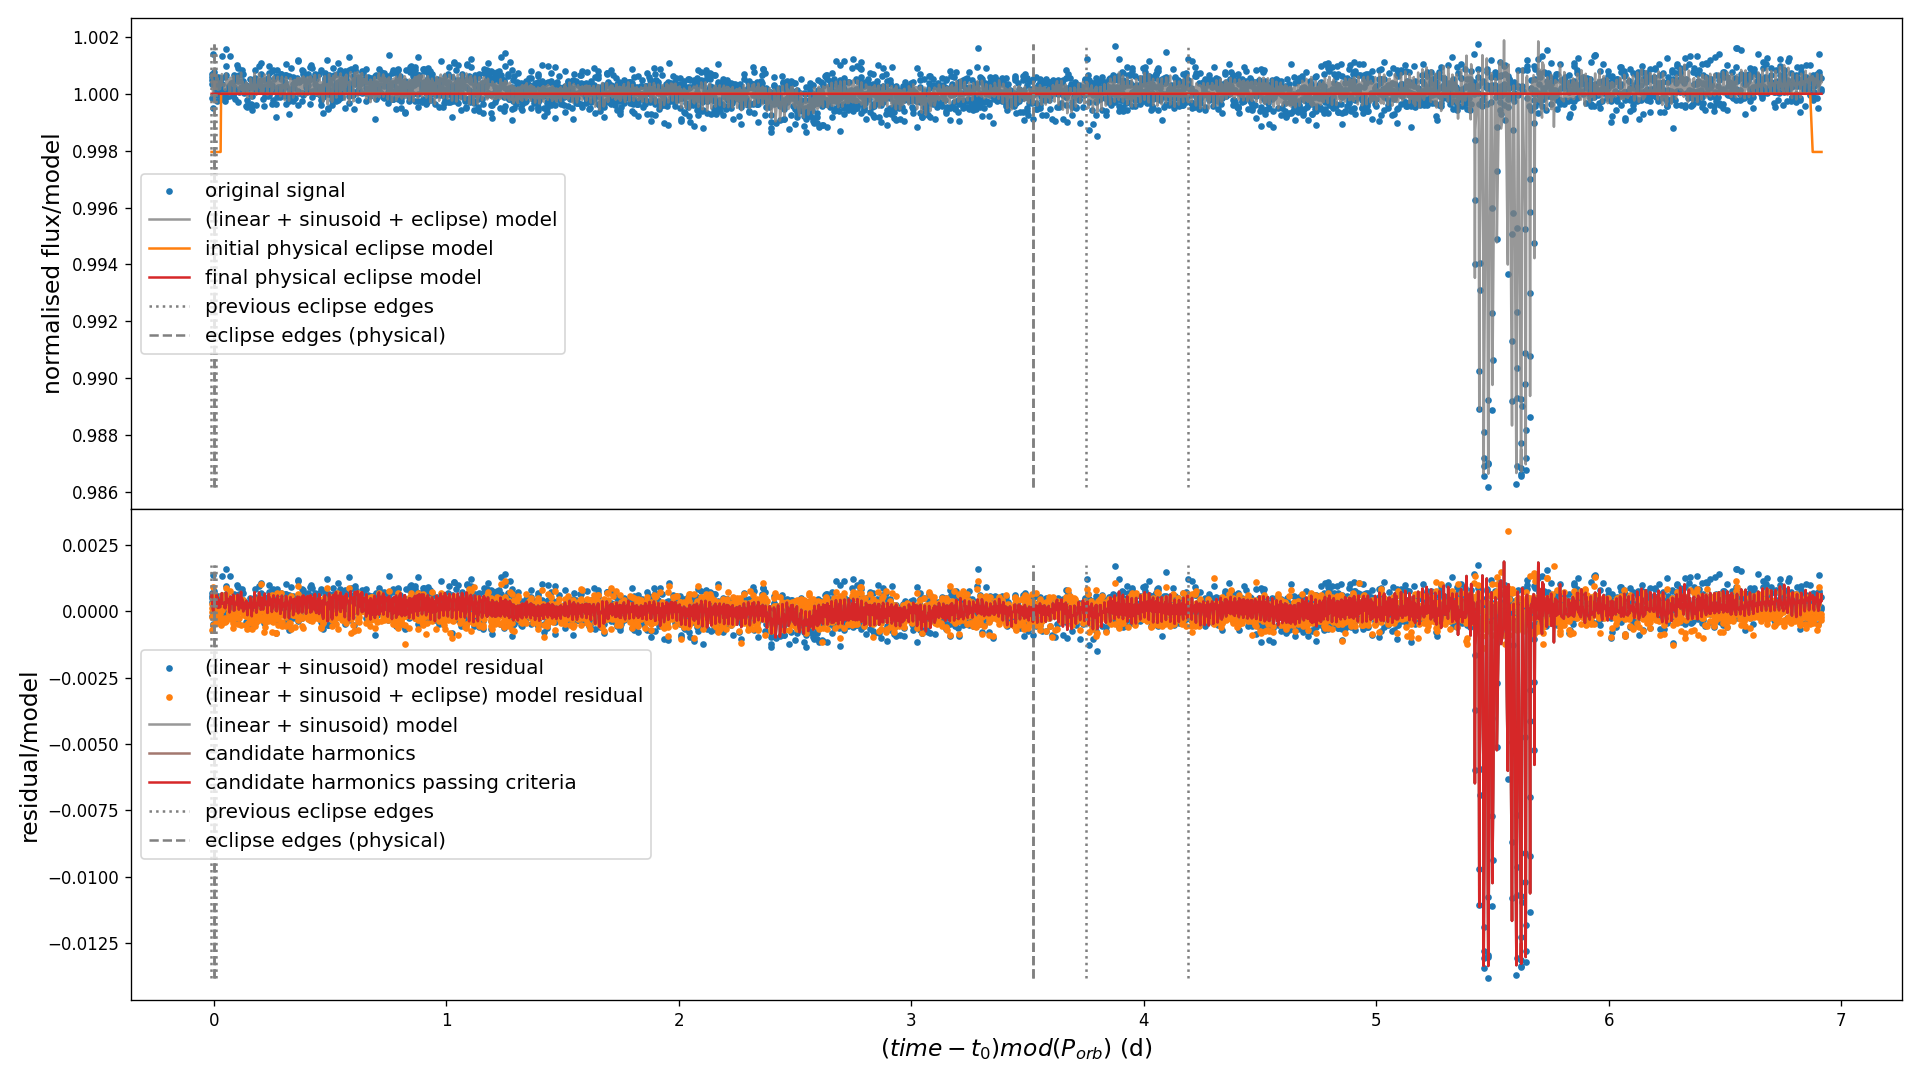 1.002
1.000
0.998
0.996
0.994
0.992
0.990
0.988
0.986
normalised flux/model
original signal
(linear + sinusoid + eclipse) model
initial physical eclipse model
final physical eclipse model
previous eclipse edges
eclipse edges (physical)
0.0025
0.0000
−0.0025
−0.0050
−0.0075
−0.0100
−0.0125
residual/model
(linear + sinusoid) model residual
(linear + sinusoid + eclipse) model residual
(linear + sinusoid) model
candidate harmonics
candidate harmonics passing criteria
previous eclipse edges
eclipse edges (physical)
0 1 2 3 4 5 6 7
(time − t₀)mod(P_orb) (d)